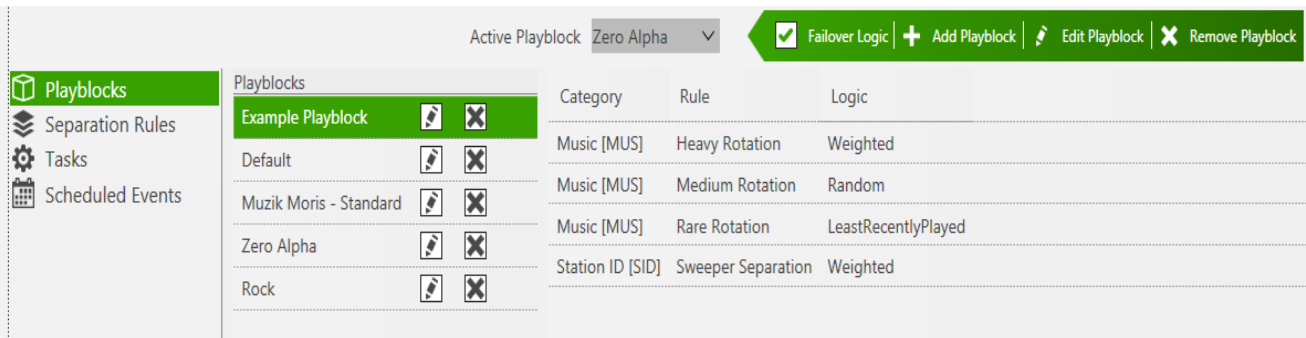 Active Playblock Zero Alpha Failover Logic Add Playblock Edit Playblock Remove Playblock
Playblocks
Separation Rules
Tasks
Scheduled Events
Playblocks
Example Playblock
Default
Muzik Moris - Standard
Zero Alpha
Rock
Category Rule Logic
Music [MUS] Heavy Rotation Weighted
Music [MUS] Medium Rotation Random
Music [MUS] Rare Rotation LeastRecentlyPlayed
Station ID [SID] Sweeper Separation Weighted